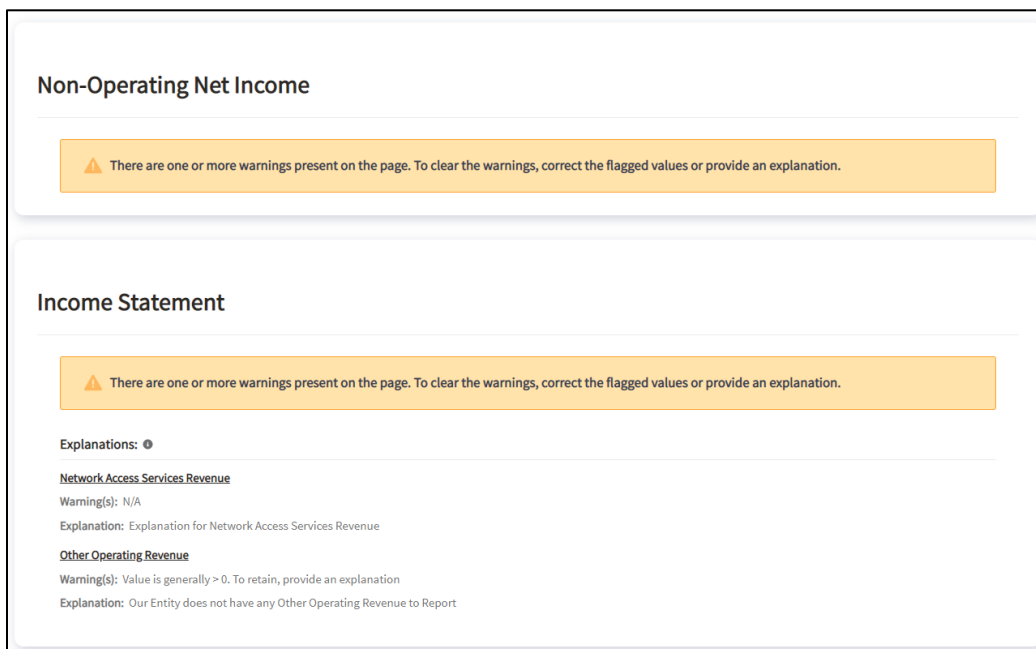 Non-Operating Net Income
There are one or more warnings present on the page. To clear the warnings, correct the flagged values or provide an explanation.
Income Statement
There are one or more warnings present on the page. To clear the warnings, correct the flagged values or provide an explanation.
Explanations:
Network Access Services Revenue
Warning(s): N/A
Explanation: Explanation for Network Access Services Revenue
Other Operating Revenue
Warning(s): Value is generally > 0. To retain, provide an explanation
Explanation: Our Entity does not have any Other Operating Revenue to Report